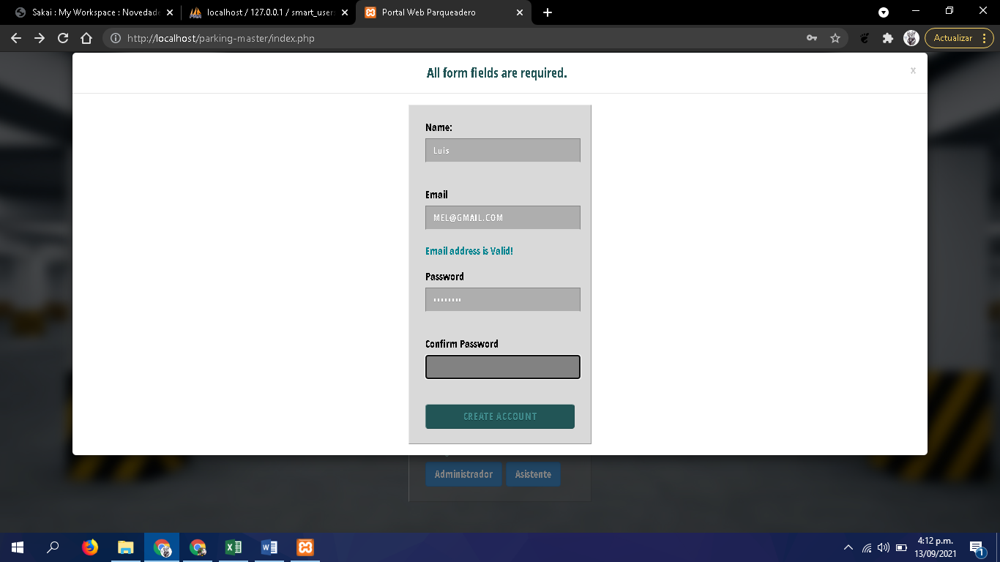 Sakai : My Workspace : Novedade
localhost / 127.0.0.1 / smart_user
Portal Web Parqueadero
http://localhost/parking-master/index.php
Actualizar
All form fields are required.
x
Name:
Luis
Email
MEL@GMAIL.COM
Email address is Valid!
Password
Confirm Password
CREATE ACCOUNT
Administrador
Asistente
4:12 p.m.
13/09/2021
1